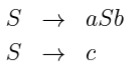 S → aSb
S → c